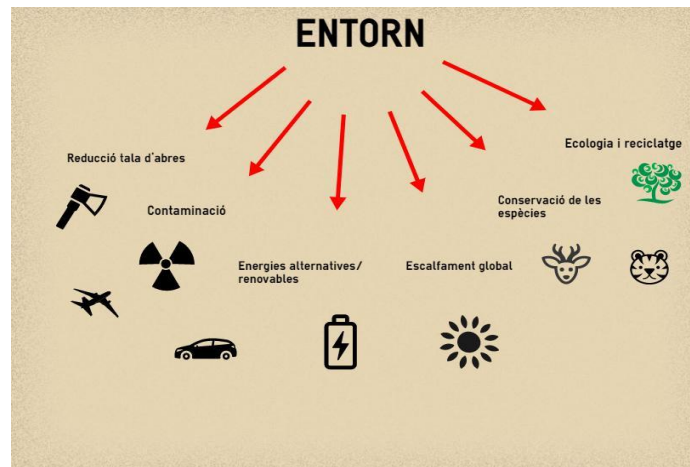 ENTORN
Reducció tala d'abres
Contaminació
Energies alternatives/
renovables
Escalfament global
Conservació de les
espècies
Ecologia i reciclatge